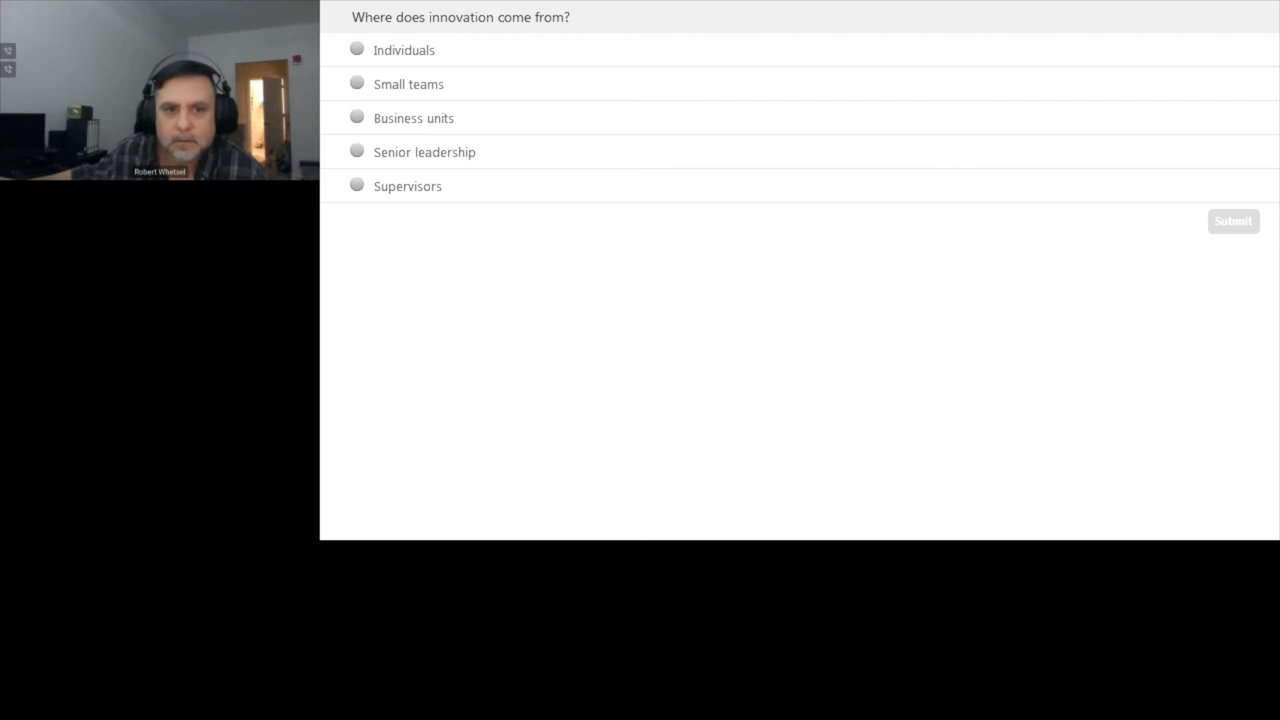 Where does innovation come from?
Individuals
Small teams
Business units
Senior leadership
Supervisors
Submit
Robert Whetsel